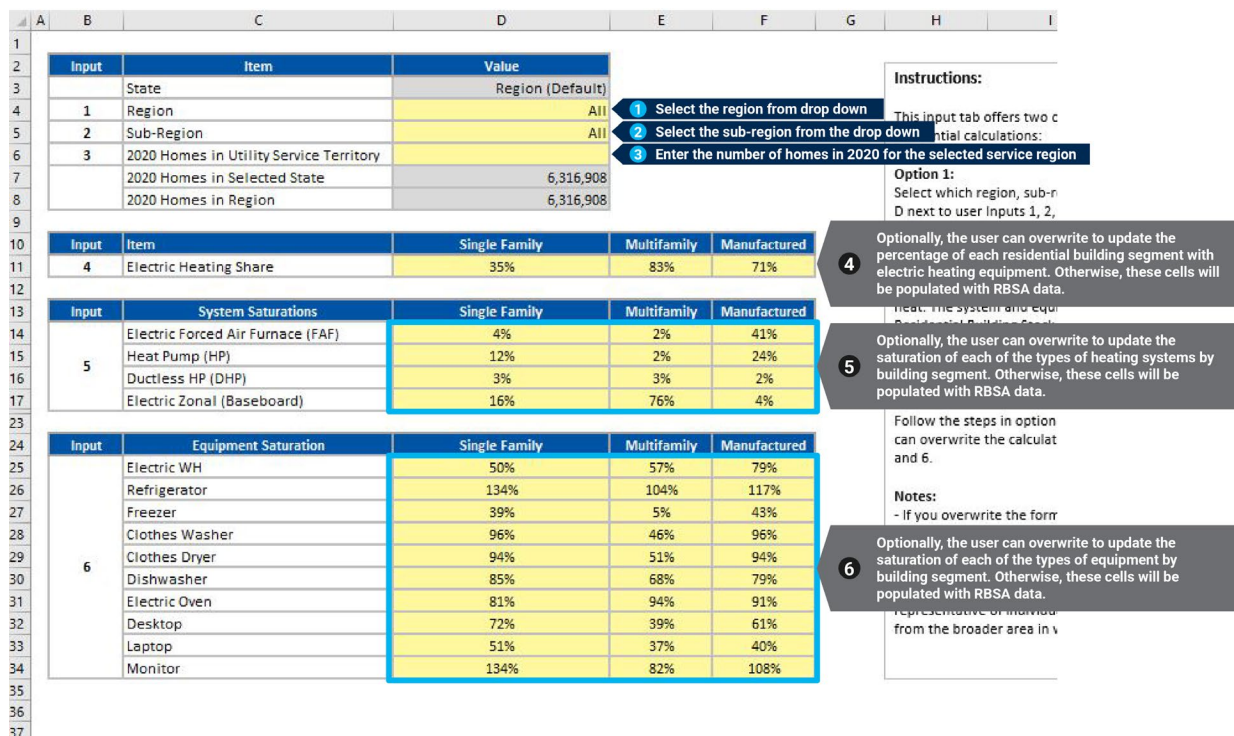 A B C D E F G H I
1
2 Input Item Value
3 State Region (Default)
Instructions:
4 1 Region All
1 Select the region from drop down
This input tab offers two c
5 2 Sub-Region All
2 Select the sub-region from the drop down
ntial calculations:
6 3 2020 Homes in Utility Service Territory
3 Enter the number of homes in 2020 for the selected service region
7 2020 Homes in Selected State 6,316,908
Option 1:
8 2020 Homes in Region 6,316,908
Select which region, sub-r
D next to user Inputs 1, 2,
9
10 Input Item Single Family Multifamily Manufactured
11 4 Electric Heating Share 35% 83% 71%
4 Optionally, the user can overwrite to update the
percentage of each residential building segment with
electric heating equipment. Otherwise, these cells will
be populated with RBSA data.
12
heat. The system and equi
13 Input System Saturations Single Family Multifamily Manufactured
14 Electric Forced Air Furnace (FAF) 4% 2% 41%
15 Heat Pump (HP) 12% 2% 24%
5
16 Ductless HP (DHP) 3% 3% 2%
17 Electric Zonal (Baseboard) 16% 76% 4%
5 Optionally, the user can overwrite to update the
saturation of each of the types of heating systems by
building segment. Otherwise, these cells will be
populated with RBSA data.
23
Follow the steps in option
can overwrite the calculat
and 6.
24 Input Equipment Saturation Single Family Multifamily Manufactured
25 Electric WH 50% 57% 79%
26 Refrigerator 134% 104% 117%
Notes:
27 Freezer 39% 5% 43%
- If you overwrite the form
28 Clothes Washer 96% 46% 96%
29 Clothes Dryer 94% 51% 94%
6
30 Dishwasher 85% 68% 79%
31 Electric Oven 81% 94% 91%
6 Optionally, the user can overwrite to update the
saturation of each of the types of equipment by
building segment. Otherwise, these cells will be
populated with RBSA data.
32 Desktop 72% 39% 61%
from the broader area in w
33 Laptop 51% 37% 40%
34 Monitor 134% 82% 108%
35
36
37